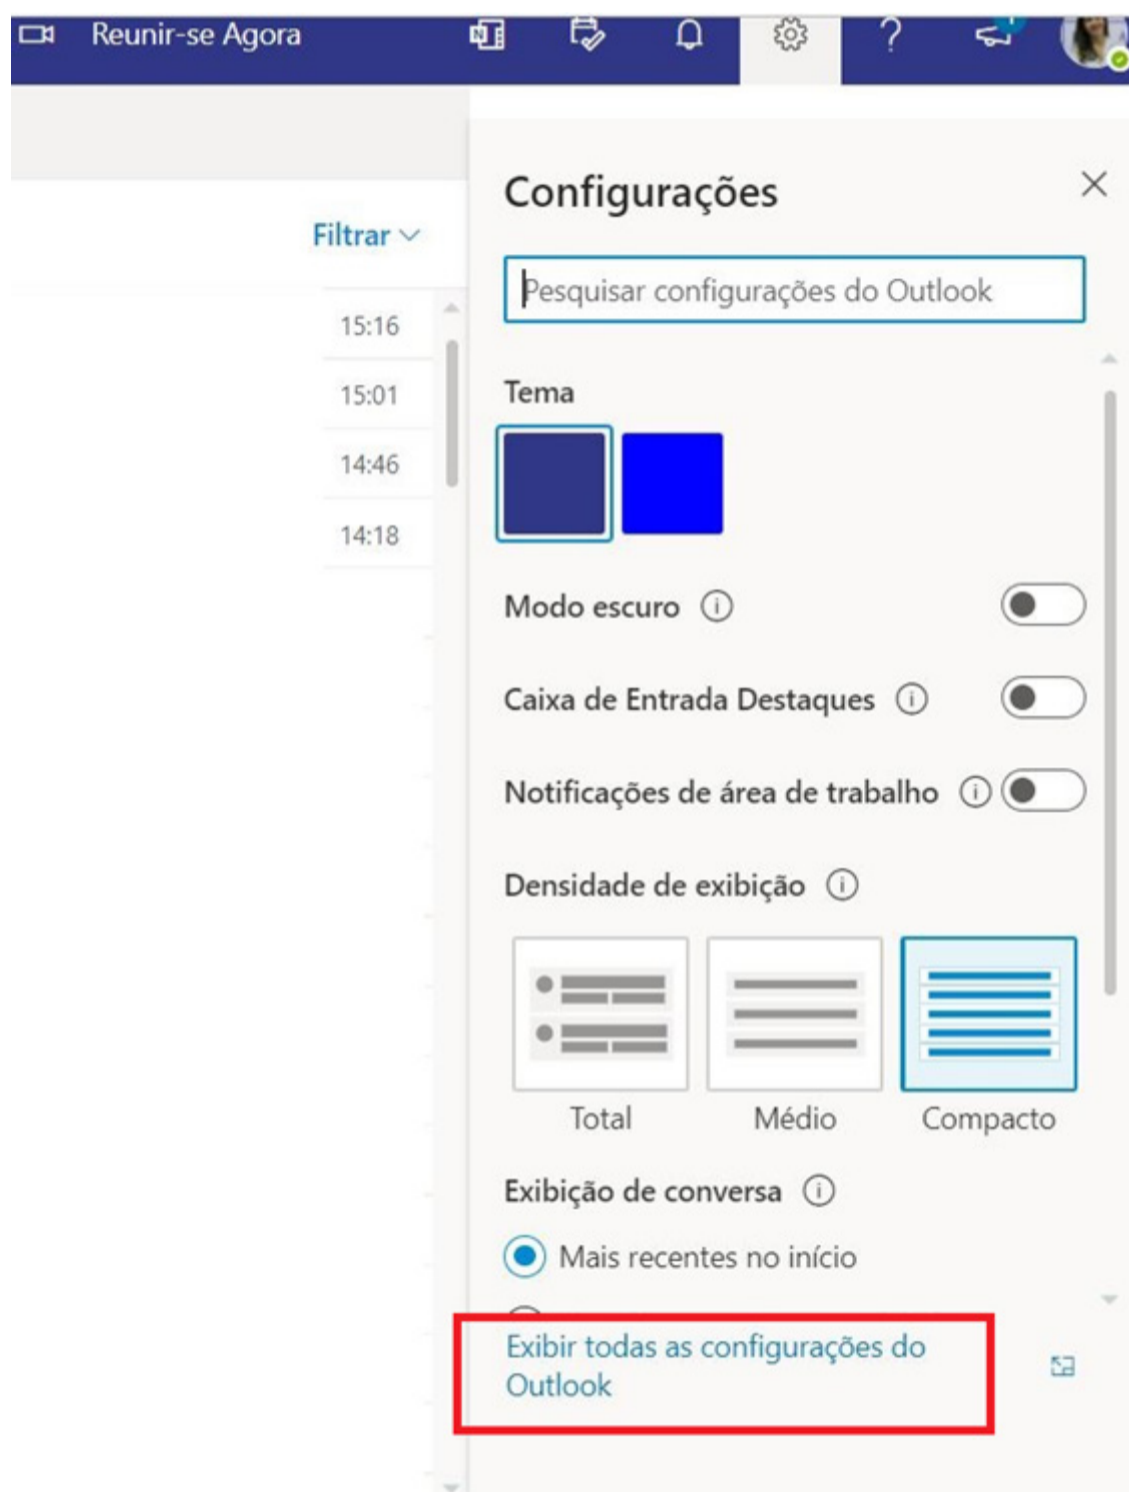 Reunir-se Agora
Configurações
Filtrar
Pesquisar configurações do Outlook
15:16
15:01
14:46
14:18
Tema
Modo escuro
Caixa de Entrada Destaques
Notificações de área de trabalho
Densidade de exibição
Total Médio Compacto
Exibição de conversa
Mais recentes no início
Exibir todas as configurações do
Outlook